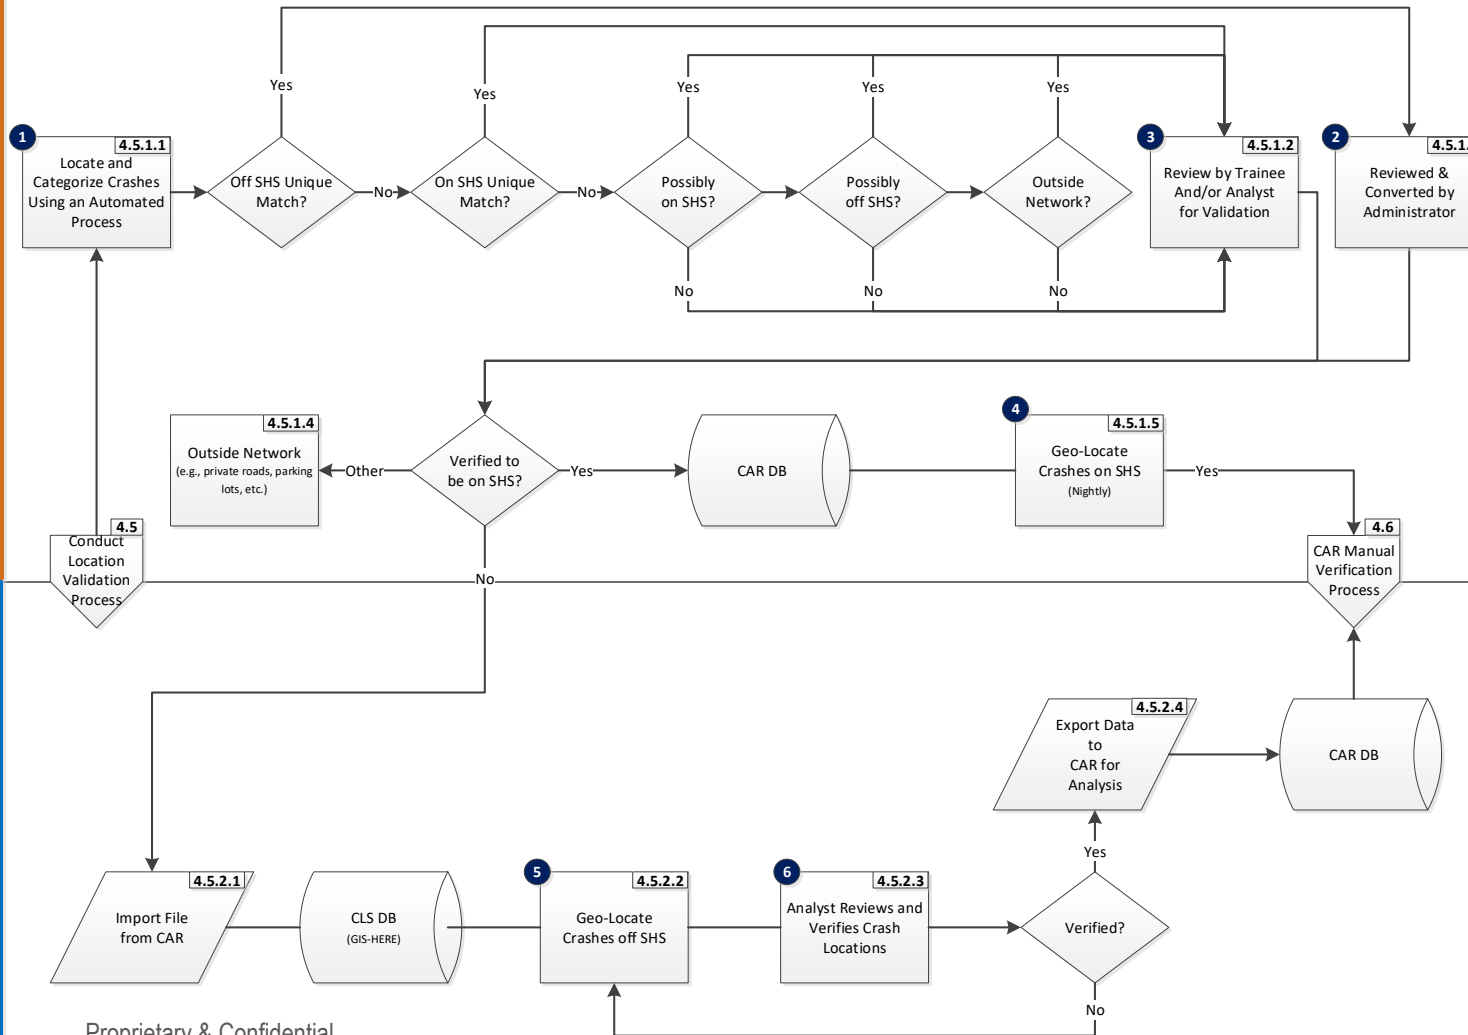 Yes
Yes
Yes
Yes
Yes
1
4.5.1.1
Locate and
Categorize Crashes
Using an Automated
Process
Off SHS Unique
Match?
No
On SHS Unique
Match?
No
Possibly
on SHS?
Possibly
off SHS?
Outside
Network?
3
4.5.1.2
Review by Trainee
And/or Analyst
for Validation
2
4.5.1.
Reviewed &
Converted by
Administrator
No
No
No
4.5.1.4
Outside Network
(e.g., private roads, parking
lots, etc.)
Other
Verified to
be on SHS?
Yes
CAR DB
4
4.5.1.5
Geo-Locate
Crashes on SHS
(Nightly)
Yes
4.5
Conduct
Location
Validation
Process
No
4.6
CAR Manual
Verification
Process
4.5.2.4
Export Data
to
CAR for
Analysis
CAR DB
4.5.2.1
Import File
from CAR
CLS DB
(GIS-HERE)
5
4.5.2.2
Geo-Locate
Crashes off SHS
6
4.5.2.3
Analyst Reviews and
Verifies Crash
Locations
Yes
Verified?
No
Proprietary & Confidential